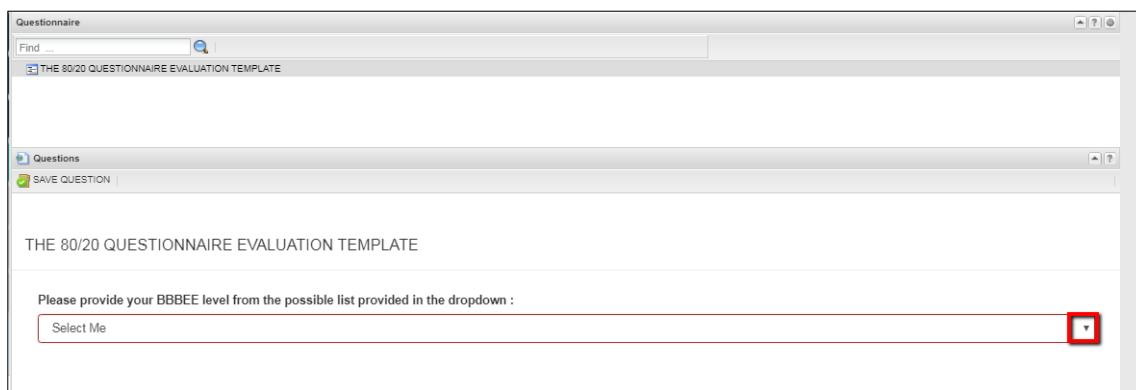 Questionnaire
Find ...
THE 80/20 QUESTIONNAIRE EVALUATION TEMPLATE
Questions
SAVE QUESTION
THE 80/20 QUESTIONNAIRE EVALUATION TEMPLATE
Please provide your BBBEE level from the possible list provided in the dropdown :
Select Me